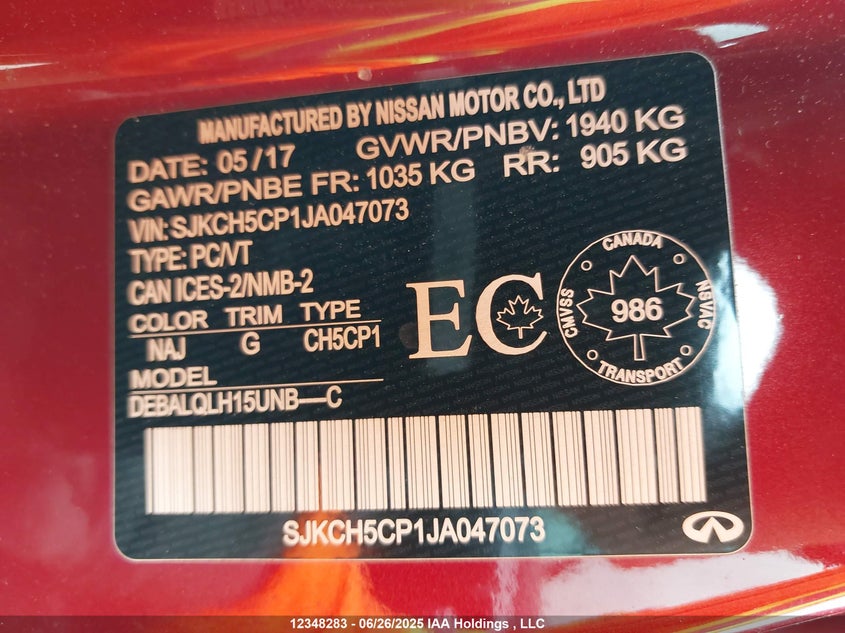 MANUFACTURED BY NISSAN MOTOR CO., LTD
DATE: 05 /17 GVWR/PNBV: 1940 KG
GAWR/PNBE FR: 1035 KG RR: 905 KG
VIN: SJKCH5CP1JA047073
TYPE: PC/VT
CAN ICES-2/NMB-2
COLOR TRIM TYPE
NAJ G CH5CP1
MODEL
DEBALQLH15UNB—C
EC
CANADA
CMVSS 986 NSVAC
TRANSPORT
SJKCH5CP1JA047073
12348283 - 06/26/2025 IAA Holdings , LLC